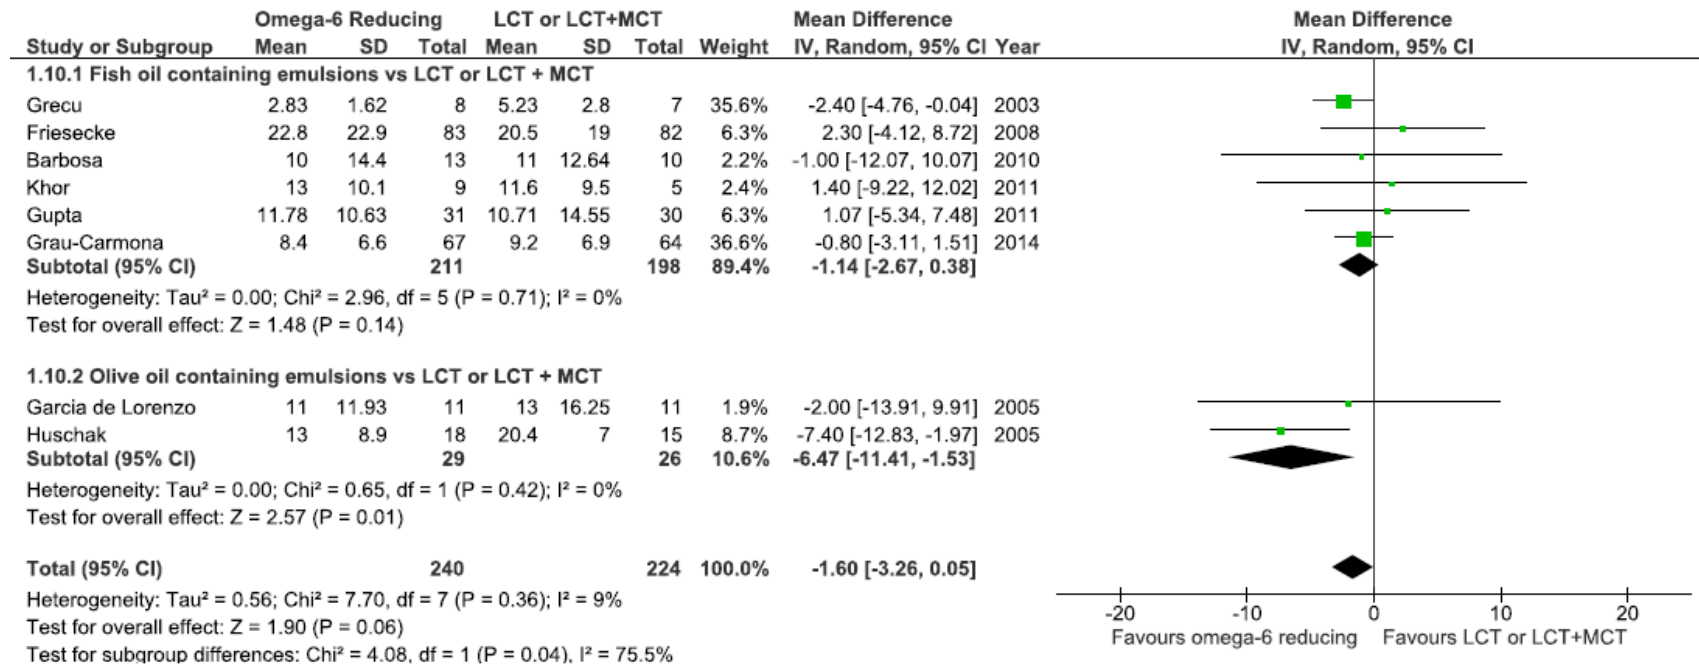 Omega-6 Reducing LCT or LCT+MCT Mean Difference Mean Difference
Study or Subgroup Mean SD Total Mean SD Total Weight IV, Random, 95% CI Year IV, Random, 95% CI
1.10.1 Fish oil containing emulsions vs LCT or LCT + MCT
Grecu 2.83 1.62 8 5.23 2.8 7 35.6% -2.40 [-4.76, -0.04] 2003
Friesecke 22.8 22.9 83 20.5 19 82 6.3% 2.30 [-4.12, 8.72] 2008
Barbosa 10 14.4 13 11 12.64 10 2.2% -1.00 [-12.07, 10.07] 2010
Khor 13 10.1 9 11.6 9.5 5 2.4% 1.40 [-9.22, 12.02] 2011
Gupta 11.78 10.63 31 10.71 14.55 30 6.3% 1.07 [-5.34, 7.48] 2011
Grau-Carmona 8.4 6.6 67 9.2 6.9 64 36.6% -0.80 [-3.11, 1.51] 2014
Subtotal (95% CI) 211 198 89.4% -1.14 [-2.67, 0.38]
Heterogeneity: Tau² = 0.00; Chi² = 2.96, df = 5 (P = 0.71); I² = 0%
Test for overall effect: Z = 1.48 (P = 0.14)
1.10.2 Olive oil containing emulsions vs LCT or LCT + MCT
Garcia de Lorenzo 11 11.93 11 13 16.25 11 1.9% -2.00 [-13.91, 9.91] 2005
Huschak 13 8.9 18 20.4 7 15 8.7% -7.40 [-12.83, -1.97] 2005
Subtotal (95% CI) 29 26 10.6% -6.47 [-11.41, -1.53]
Heterogeneity: Tau² = 0.00; Chi² = 0.65, df = 1 (P = 0.42); I² = 0%
Test for overall effect: Z = 2.57 (P = 0.01)
Total (95% CI) 240 224 100.0% -1.60 [-3.26, 0.05]
Heterogeneity: Tau² = 0.56; Chi² = 7.70, df = 7 (P = 0.36); I² = 9%
Test for overall effect: Z = 1.90 (P = 0.06)
Test for subgroup differences: Chi² = 4.08, df = 1 (P = 0.04), I² = 75.5%
-20 -10 0 10 20
Favours omega-6 reducing Favours LCT or LCT+MCT